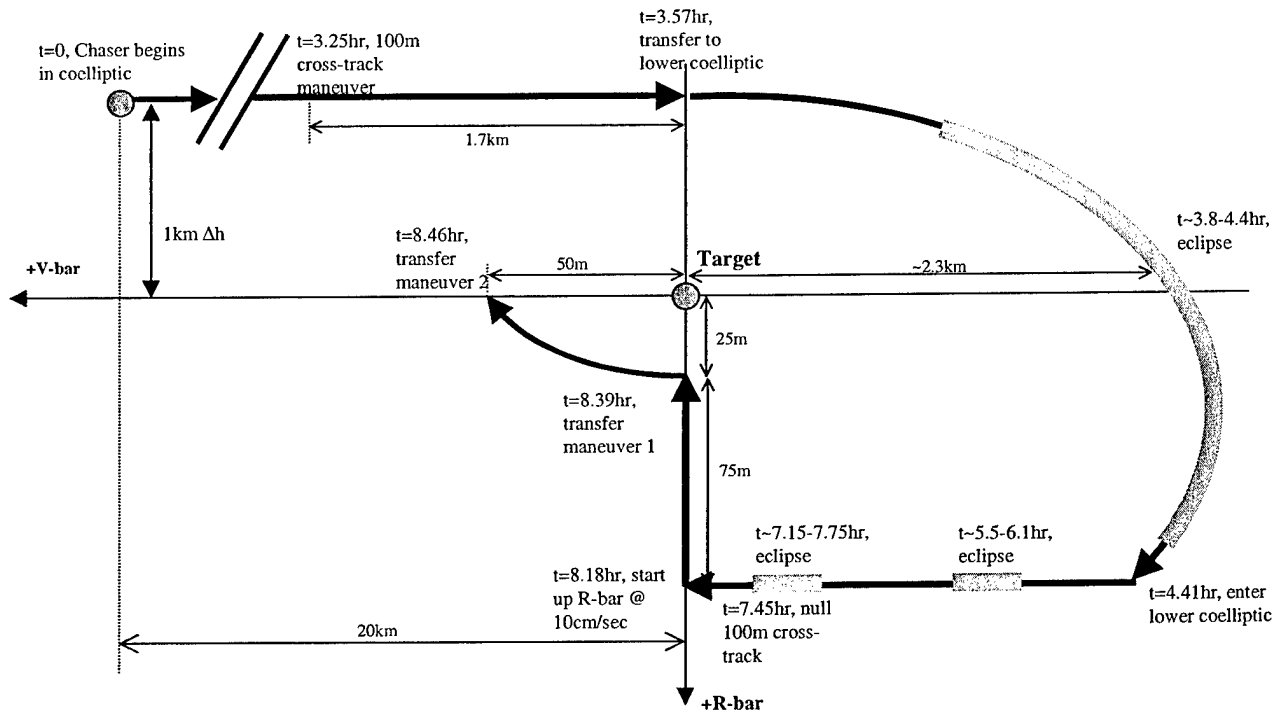 t=3.57hr,
transfer to
lower coelliptic
t=0, Chaser begins
in coelliptic
t=3.25hr, 100m
cross-track
maneuver
1.7km
1km Δh
t~3.8-4.4hr,
eclipse
t=8.46hr,
transfer
maneuver 2
50m
Target
~2.3km
+V-bar
25m
t=8.39hr,
transfer
maneuver 1
75m
t~7.15-7.75hr,
eclipse
t~5.5-6.1hr,
eclipse
t=8.18hr, start
up R-bar @
10cm/sec
t=7.45hr, null
100m cross-
track
t=4.41hr, enter
lower coelliptic
20km
+R-bar